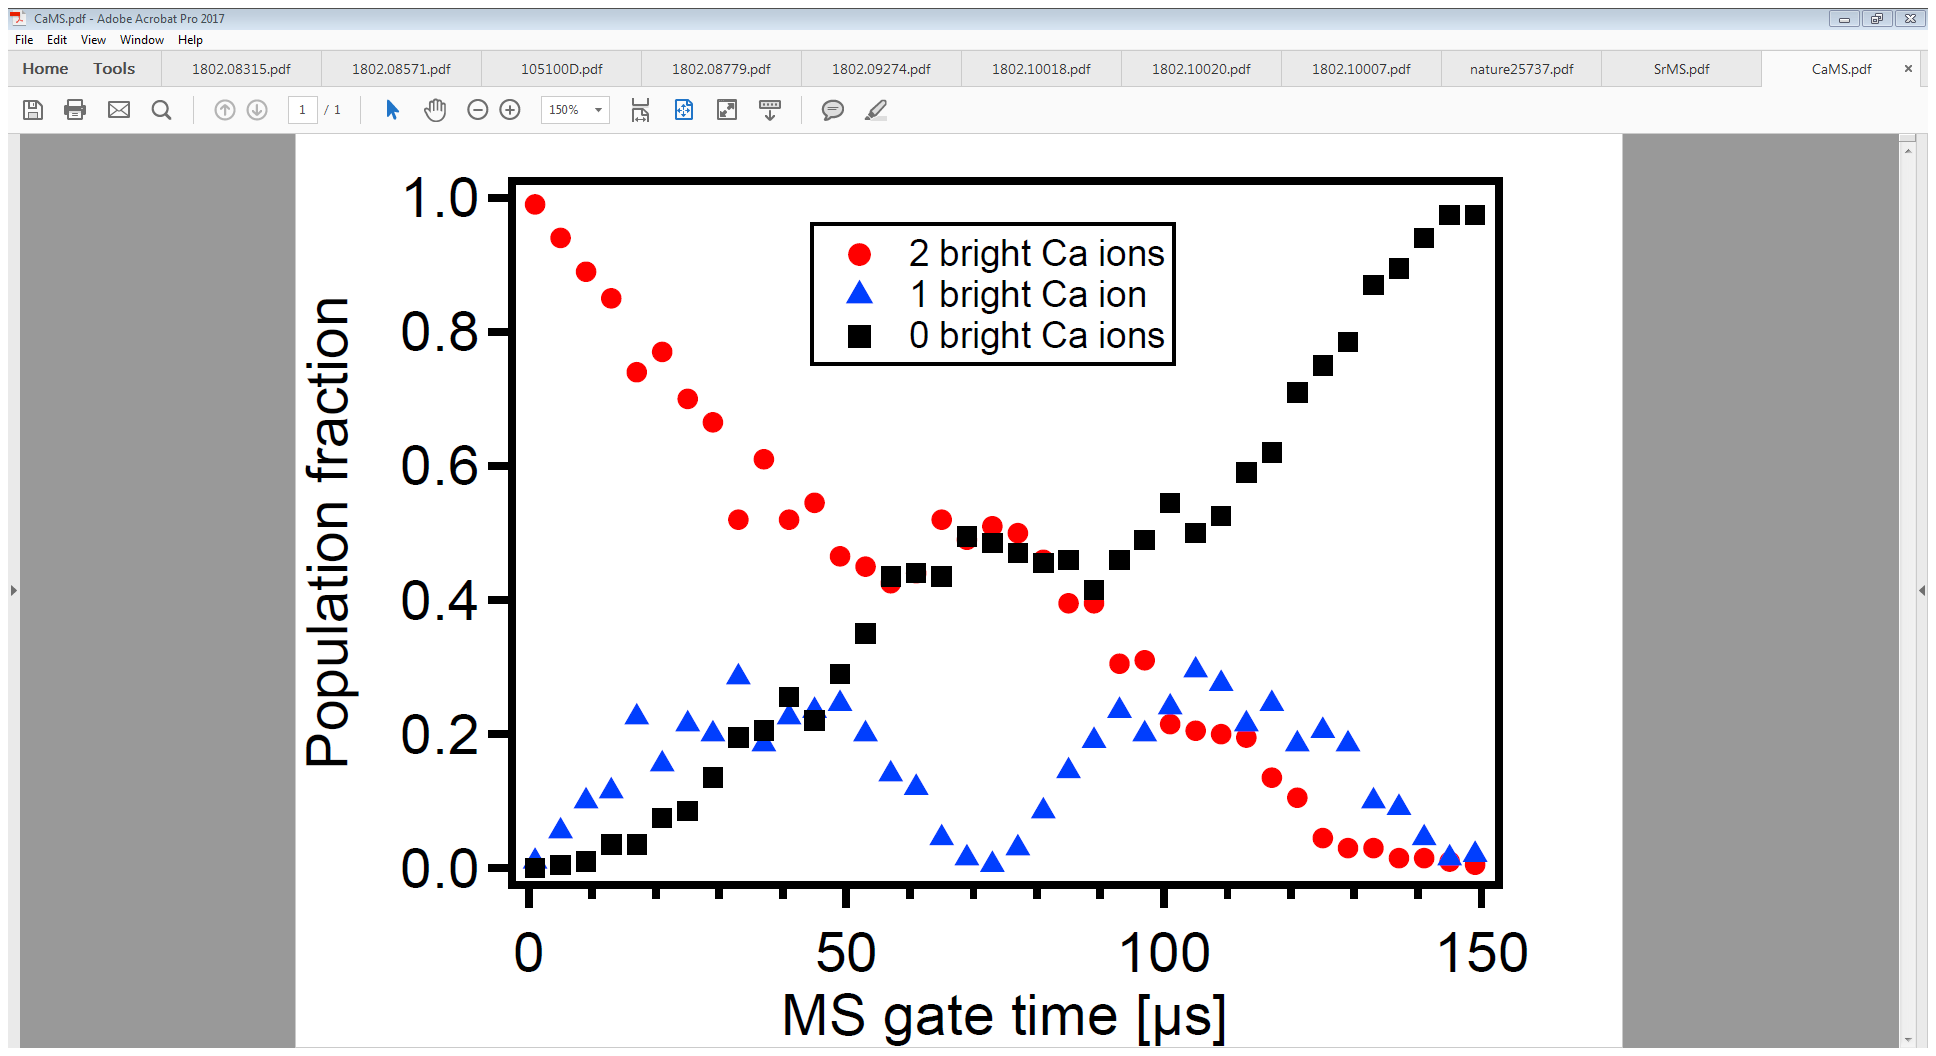 CaMS.pdf - Adobe Acrobat Pro 2017
File Edit View Window Help
Home Tools 1802.08315.pdf 1802.08571.pdf 105100D.pdf 1802.08779.pdf 1802.09274.pdf 1802.10018.pdf 1802.10020.pdf 1802.10007.pdf nature25737.pdf SrMS.pdf CaMS.pdf ×
1 / 1 150%
1.0
0.8
0.6
0.4
0.2
0.0
Population fraction
2 bright Ca ions
1 bright Ca ion
0 bright Ca ions
0 50 100 150
MS gate time [µs]